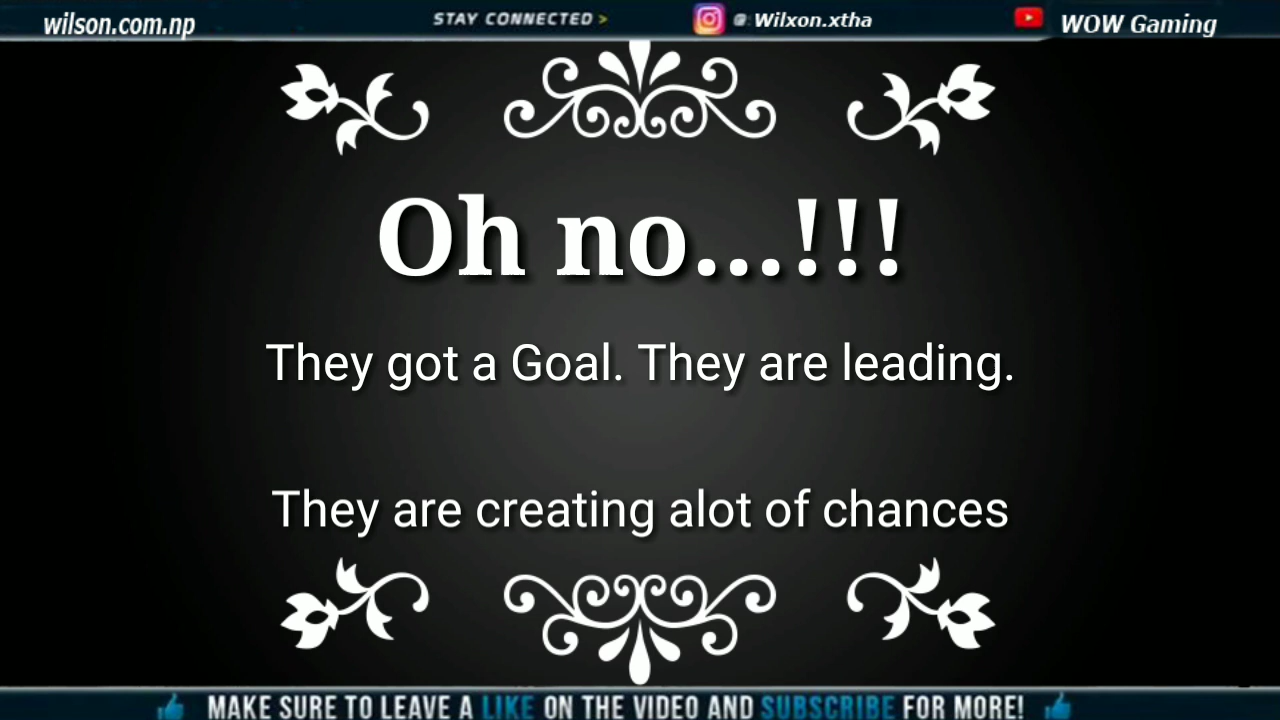 wilson.com.np
STAY CONNECTED >
@ Wilxon.xtha
WOW Gaming
Oh no...!!!
They got a Goal. They are leading.
They are creating alot of chances
MAKE SURE TO LEAVE A LIKE ON THE VIDEO AND SUBSCRIBE FOR MORE!